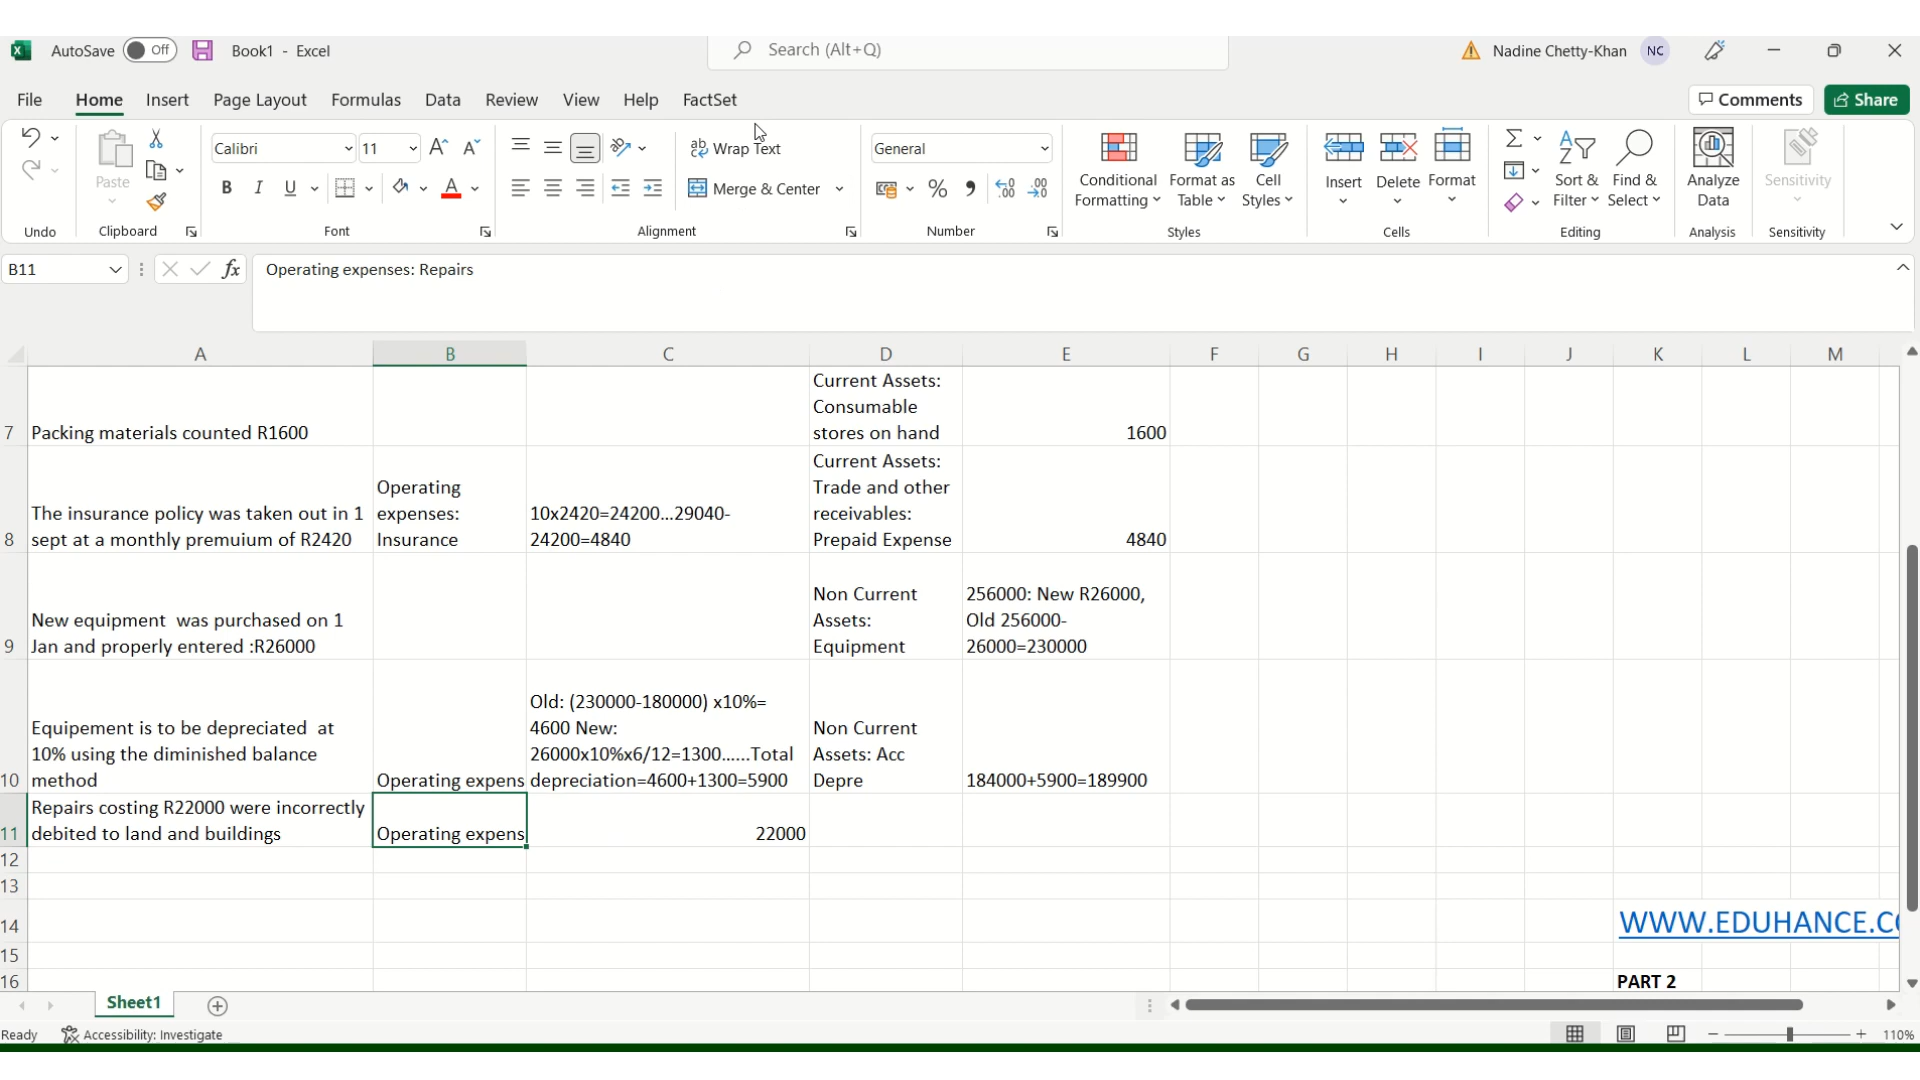 AutoSave Off Book1 - Excel Search (Alt+Q) Nadine Chetty-Khan NC
File Home Insert Page Layout Formulas Data Review View Help FactSet Comments Share
Calibri 11 Wrap Text General
Paste Conditional Formatting Format as Table Cell Styles Insert Delete Format Sort & Filter Find & Select Analyze Data Sensitivity
B I U A Merge & Center %
Undo Clipboard Font Alignment Number Styles Cells Editing Analysis Sensitivity
B11 fx Operating expenses: Repairs
A B C D E F G H I J K L M
Current Assets:
Consumable
7 Packing materials counted R1600 stores on hand 1600
Current Assets:
Operating Trade and other
The insurance policy was taken out in 1 expenses: 10x2420=24200...29040- receivables:
8 sept at a monthly premuium of R2420 Insurance 24200=4840 Prepaid Expense 4840
Non Current 256000: New R26000,
New equipment was purchased on 1 Assets: Old 256000-
9 Jan and properly entered :R26000 Equipment 26000=230000
Old: (230000-180000) x10%=
Equipement is to be depreciated at 4600 New: Non Current
10% using the diminished balance 26000x10%x6/12=1300......Total Assets: Acc
10 method Operating expens depreciation=4600+1300=5900 Depre 184000+5900=189900
Repairs costing R22000 were incorrectly
11 debited to land and buildings Operating expens 22000
12
13
14 WWW.EDUHANCE.CO
15
16 PART 2
Sheet1
Ready Accessibility: Investigate 110%